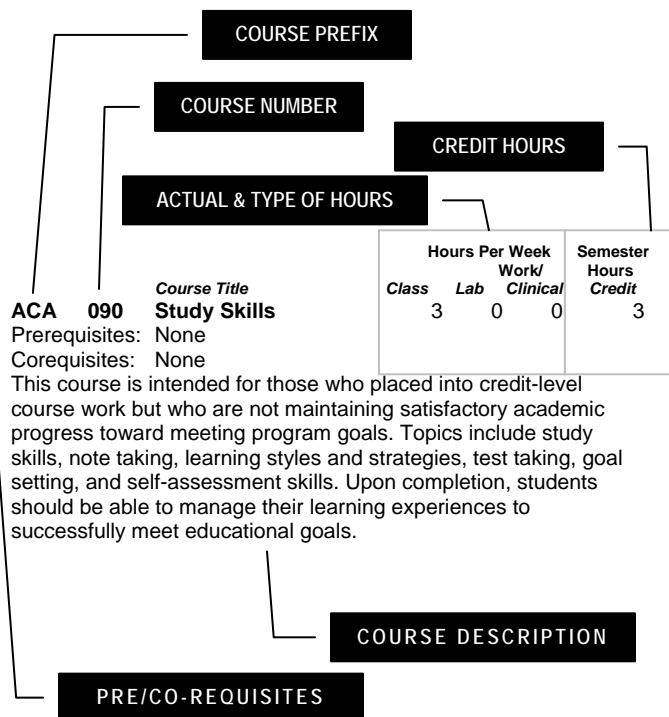 COURSE PREFIX
COURSE NUMBER
CREDIT HOURS
ACTUAL & TYPE OF HOURS
Hours Per Week Semester
Work/ Hours
Course Title Class Lab Clinical Credit
ACA 090 Study Skills 3 0 0 3
Prerequisites: None
Corequisites: None
This course is intended for those who placed into credit-level
course work but who are not maintaining satisfactory academic
progress toward meeting program goals. Topics include study
skills, note taking, learning styles and strategies, test taking, goal
setting, and self-assessment skills. Upon completion, students
should be able to manage their learning experiences to
successfully meet educational goals.
COURSE DESCRIPTION
PRE/CO-REQUISITES